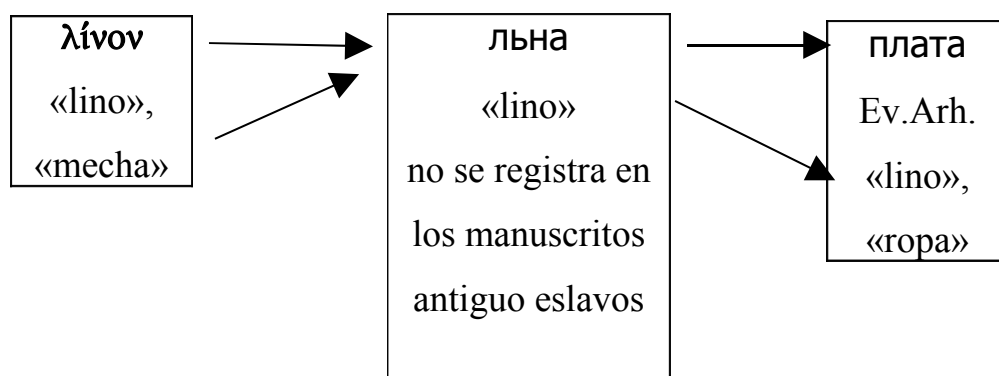 λίνον
«lino»,
«mecha»
льна
«lino»
no se registra en
los manuscritos
antiguo eslavos
плата
Ev.Arh.
«lino»,
«ropa»